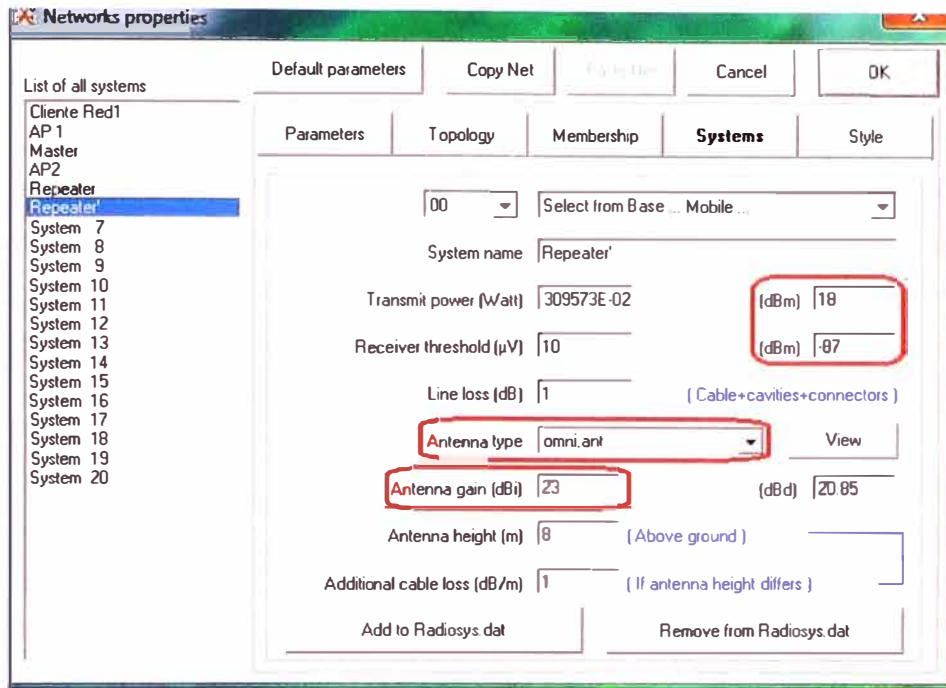 Networks properties
Default parameters Copy Net Cancel OK
List of all systems
Cliente Red1
AP 1
Master
AP2
Repeater
Repeater'
System 7
System 8
System 9
System 10
System 11
System 12
System 13
System 14
System 15
System 16
System 17
System 18
System 19
System 20
Parameters Topology Membership Systems Style
00 Select from Base ... Mobile ...
System name Repeater'
Transmit power (Watt) 309573E-02 (dBm) 18
Receiver threshold (µV) 10 (dBm) -87
Line loss (dB) 1 ( Cable+cavities+connectors )
Antenna type omni.ant View
Antenna gain (dBi) 23 (dBd) 20.85
Antenna height (m) 8 ( Above ground )
Additional cable loss (dB/m) 1 ( If antenna height differs )
Add to Radiosys.dat Remove from Radiosys.dat